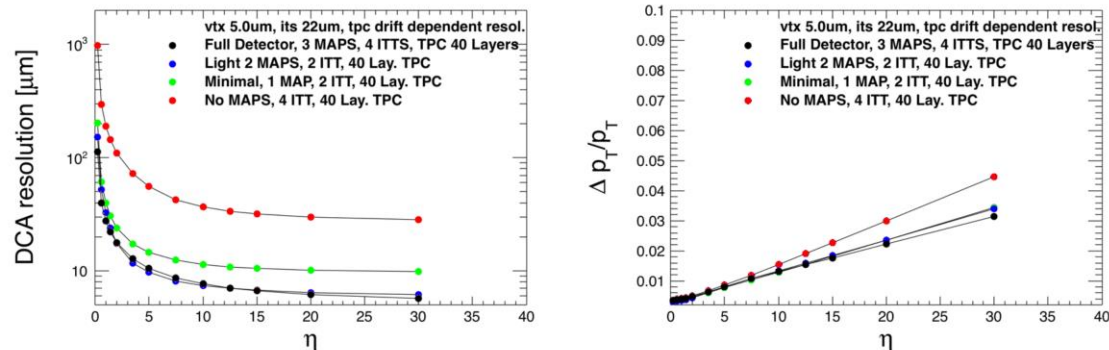 vtx 5.0um, its 22um, tpc drift dependent resol.
Full Detector, 3 MAPS, 4 ITTS, TPC 40 Layers
Light 2 MAPS, 2 ITT, 40 Lay. TPC
Minimal, 1 MAP, 2 ITT, 40 Lay. TPC
No MAPS, 4 ITT, 40 Lay. TPC
DCA resolution [μm]
10³
10²
10
0 5 10 15 20 25 30 35 40
η
vtx 5.0um, its 22um, tpc drift dependent resol.
Full Detector, 3 MAPS, 4 ITTS, TPC 40 Layers
Light 2 MAPS, 2 ITT, 40 Lay. TPC
Minimal, 1 MAP, 2 ITT, 40 Lay. TPC
No MAPS, 4 ITT, 40 Lay. TPC
Δ p_T/p_T
0.1
0.09
0.08
0.07
0.06
0.05
0.04
0.03
0.02
0.01
0 5 10 15 20 25 30 35 40
η